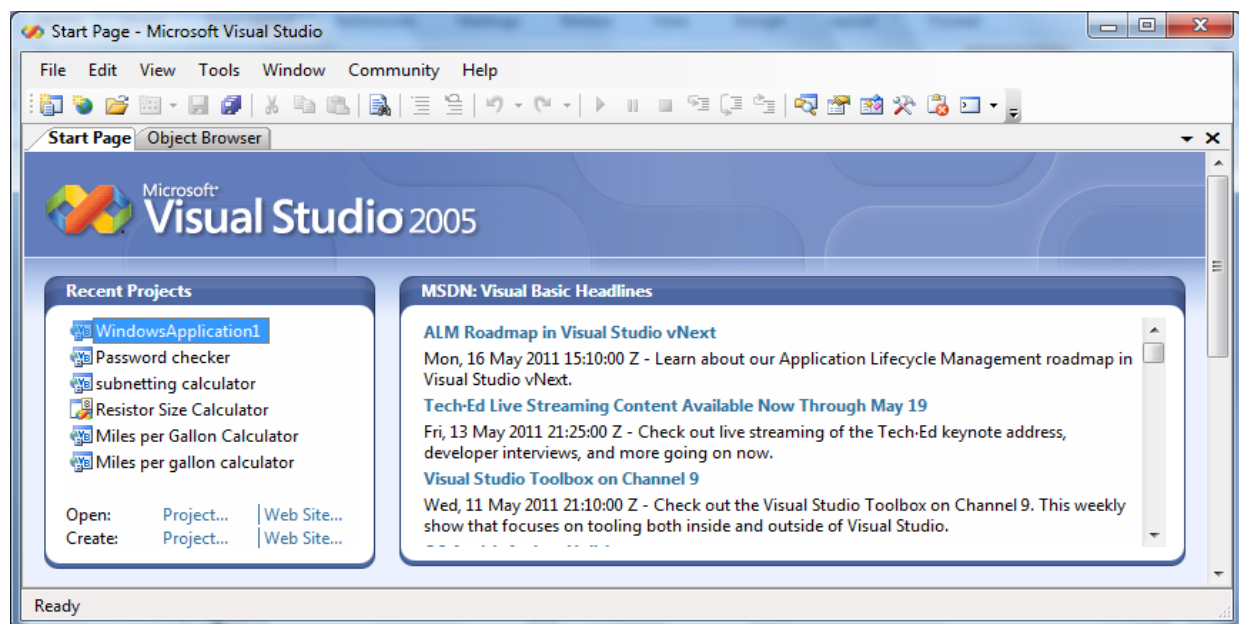 Start Page - Microsoft Visual Studio
File Edit View Tools Window Community Help
Start Page Object Browser
Microsoft
Visual Studio 2005
Recent Projects
WindowsApplication1
Password checker
subnetting calculator
Resistor Size Calculator
Miles per Gallon Calculator
Miles per gallon calculator
Open: Project... Web Site...
Create: Project... Web Site...
MSDN: Visual Basic Headlines
ALM Roadmap in Visual Studio vNext
Mon, 16 May 2011 15:10:00 Z - Learn about our Application Lifecycle Management roadmap in
Visual Studio vNext.
Tech·Ed Live Streaming Content Available Now Through May 19
Fri, 13 May 2011 21:25:00 Z - Check out live streaming of the Tech·Ed keynote address,
developer interviews, and more going on now.
Visual Studio Toolbox on Channel 9
Wed, 11 May 2011 21:10:00 Z - Check out the Visual Studio Toolbox on Channel 9. This weekly
show that focuses on tooling both inside and outside of Visual Studio.
Ready